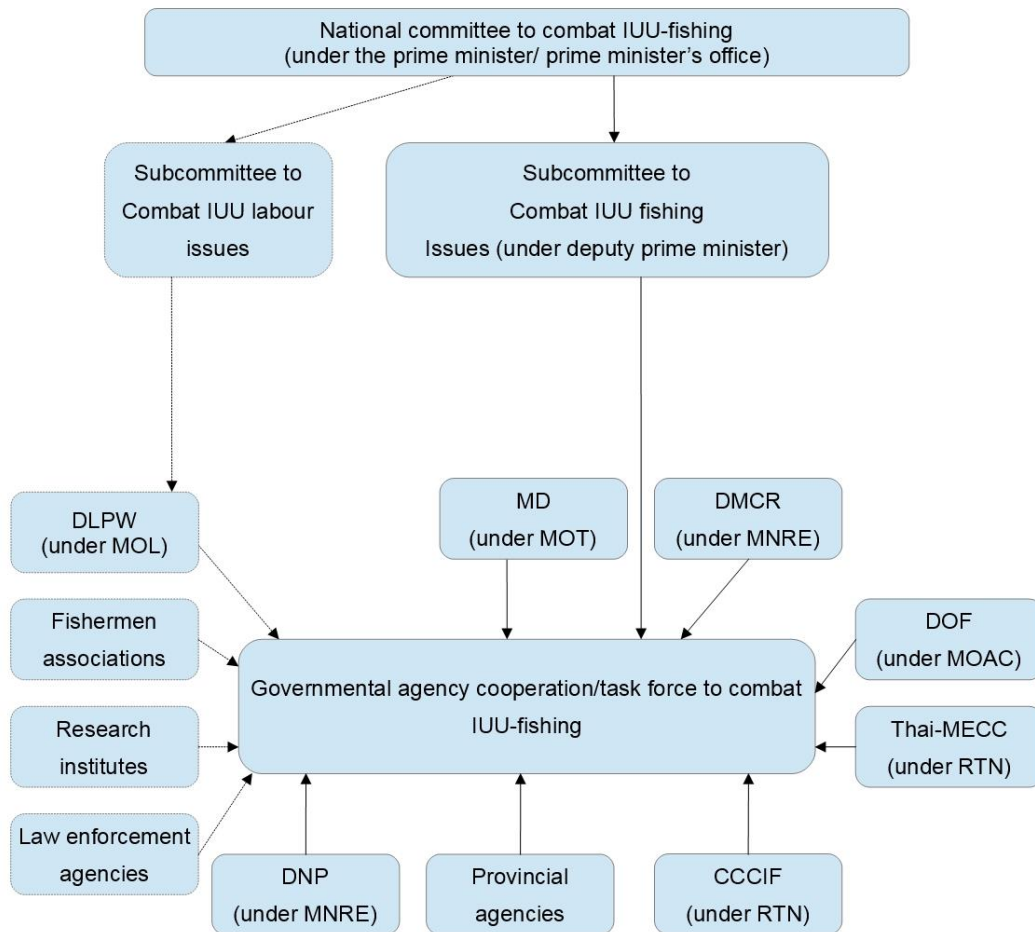 National committee to combat IUU-fishing
(under the prime minister/ prime minister’s office)
Subcommittee to
Combat IUU labour
issues
Subcommittee to
Combat IUU fishing
Issues (under deputy prime minister)
DLPW
(under MOL)
MD
(under MOT)
DMCR
(under MNRE)
Fishermen
associations
DOF
(under MOAC)
Governmental agency cooperation/task force to combat
IUU-fishing
Research
institutes
Thai-MECC
(under RTN)
Law enforcement
agencies
DNP
(under MNRE)
Provincial
agencies
CCCIF
(under RTN)